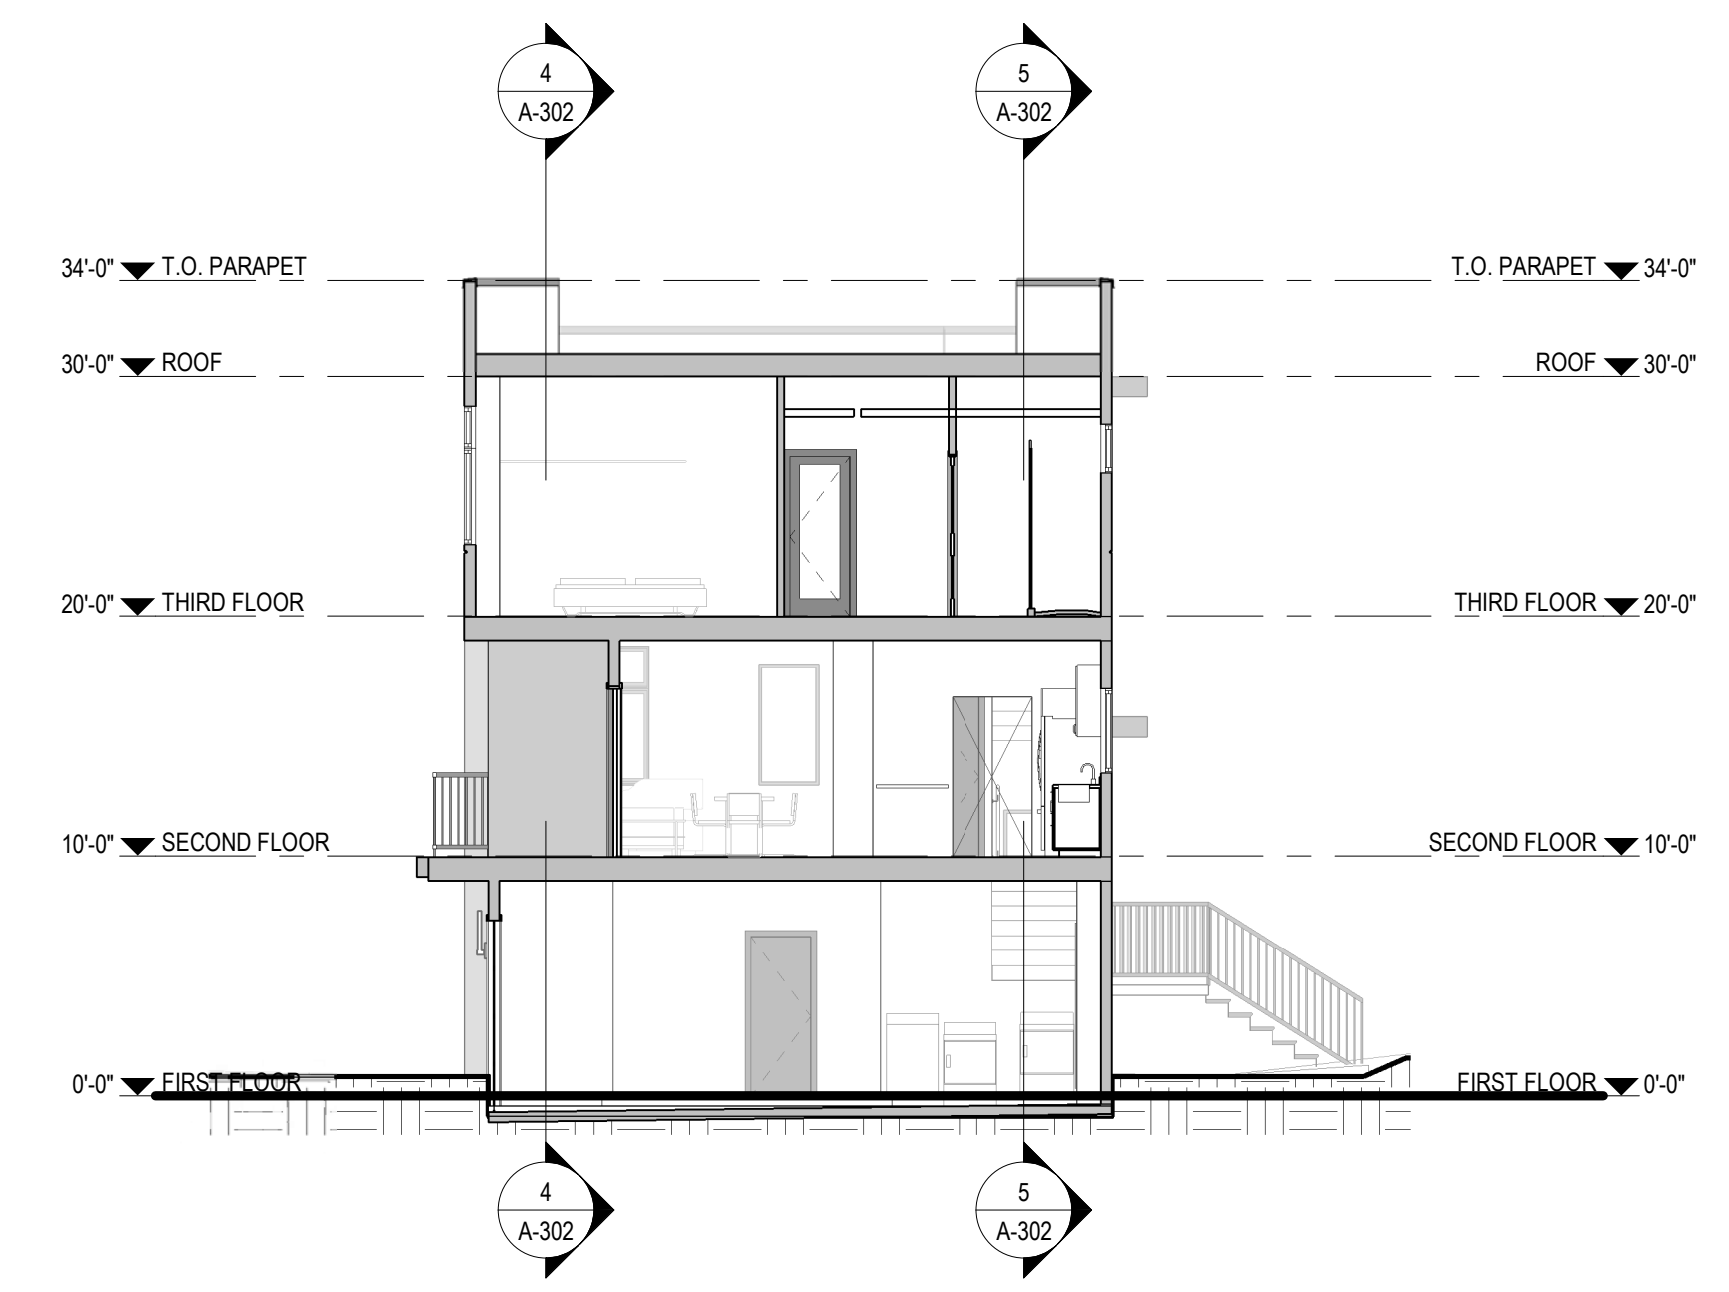 4
A-302
5
A-302
34'-0" T.O. PARAPET
T.O. PARAPET 34'-0"
30'-0" ROOF
ROOF 30'-0"
20'-0" THIRD FLOOR
THIRD FLOOR 20'-0"
10'-0" SECOND FLOOR
SECOND FLOOR 10'-0"
0'-0" FIRST FLOOR
FIRST FLOOR 0'-0"
4
A-302
5
A-302